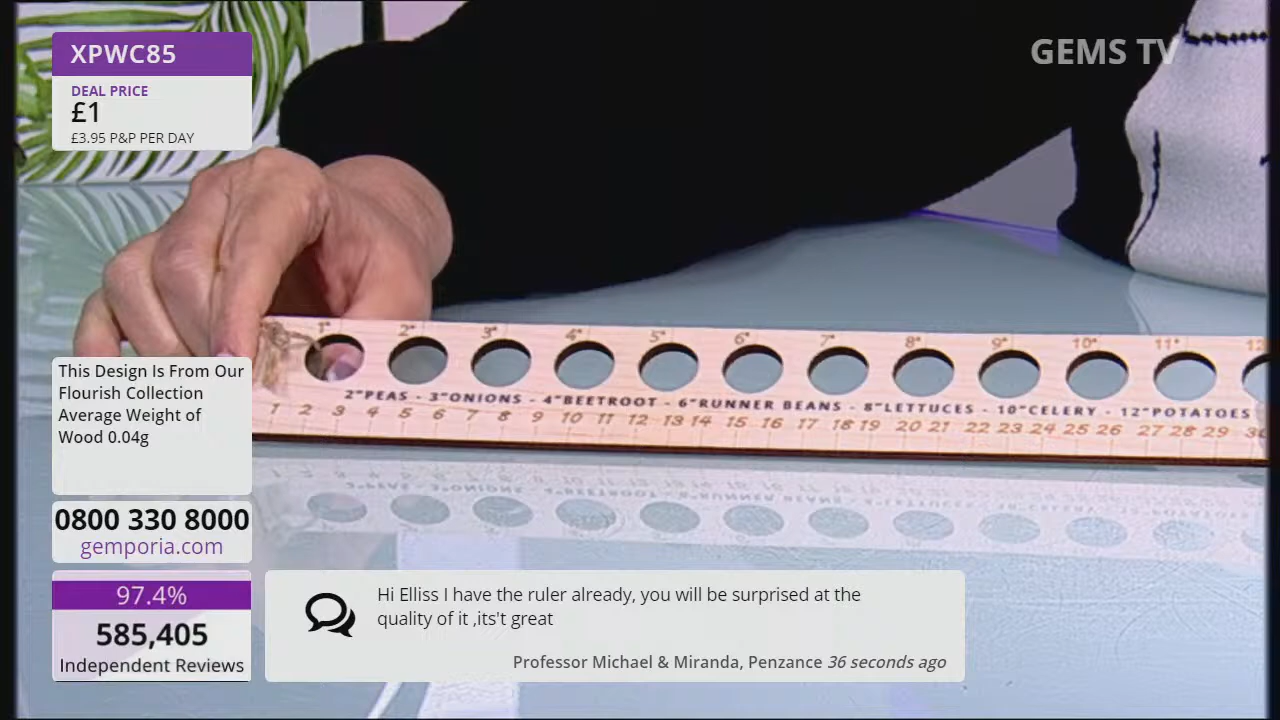 XPWC85
DEAL PRICE
£1
£3.95 P&P PER DAY
GEMS TV
1" 2" 3" 4" 5" 6" 7" 8" 9" 10" 11" 12
2"PEAS - 3"ONIONS - 4"BEETROOT - 6"RUNNER BEANS - 8"LETTUCES - 10"CELERY - 12"POTATOES
1 2 3 4 5 6 7 8 9 10 11 12 13 14 15 16 17 18 19 20 21 22 23 24 25 26 27 28 29 30
This Design Is From Our
Flourish Collection
Average Weight of
Wood 0.04g
0800 330 8000
gemporia.com
97.4%
585,405
Independent Reviews
Hi Elliss I have the ruler already, you will be surprised at the
quality of it ,its't great
Professor Michael & Miranda, Penzance 36 seconds ago